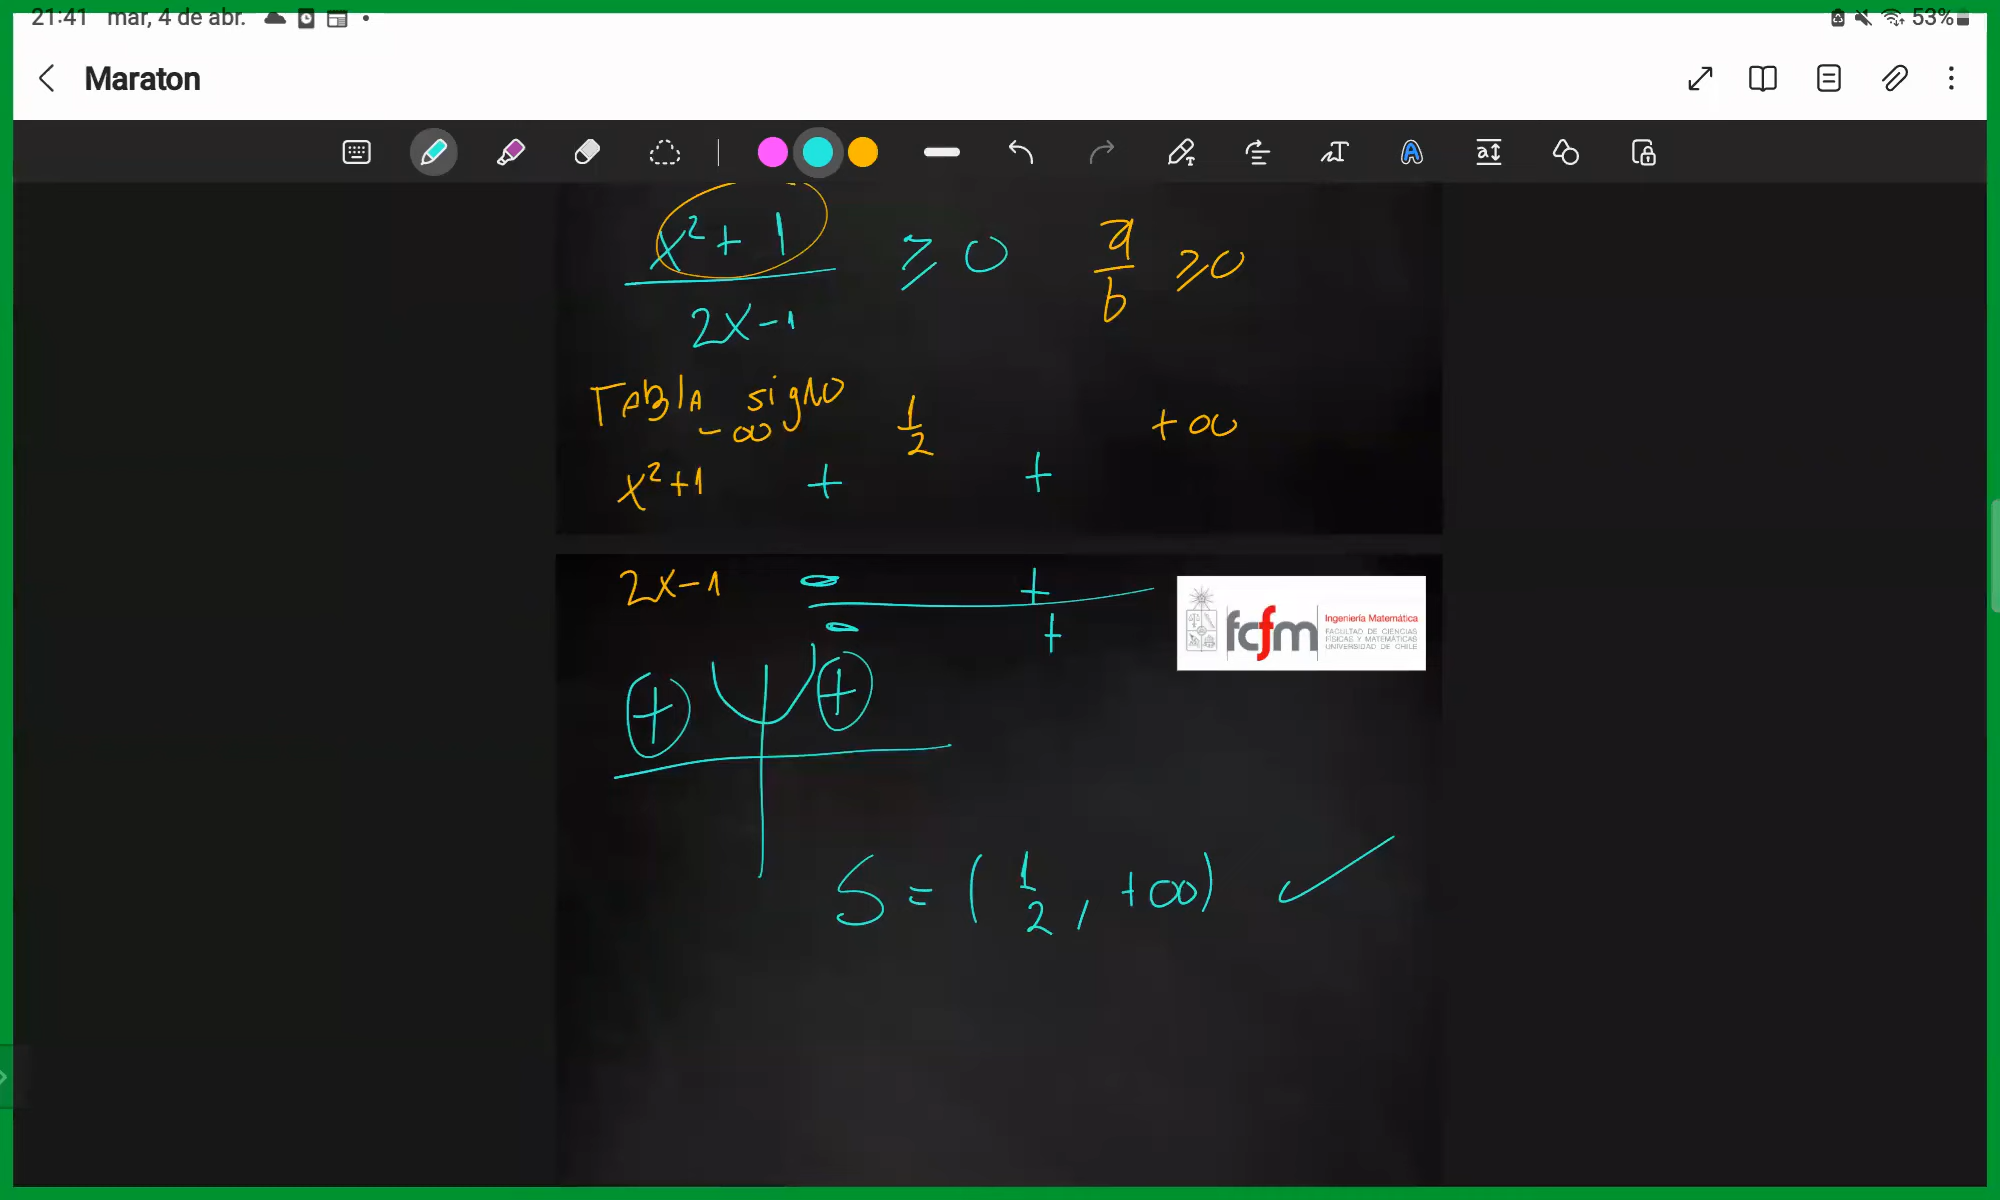 21:41 mar, 4 de abr. 53%
Maraton
x² + 1 / 2x-1 ≥ 0 a/b ≥ 0
TABlA signo
-∞ 1/2 +∞
x²+1 + +
2x-1 - +
- +
fcfm Ingeniería Matemática
FACULTAD DE CIENCIAS
FÍSICAS Y MATEMÁTICAS
UNIVERSIDAD DE CHILE
+ +
S = ( 1/2 , +∞) ✓